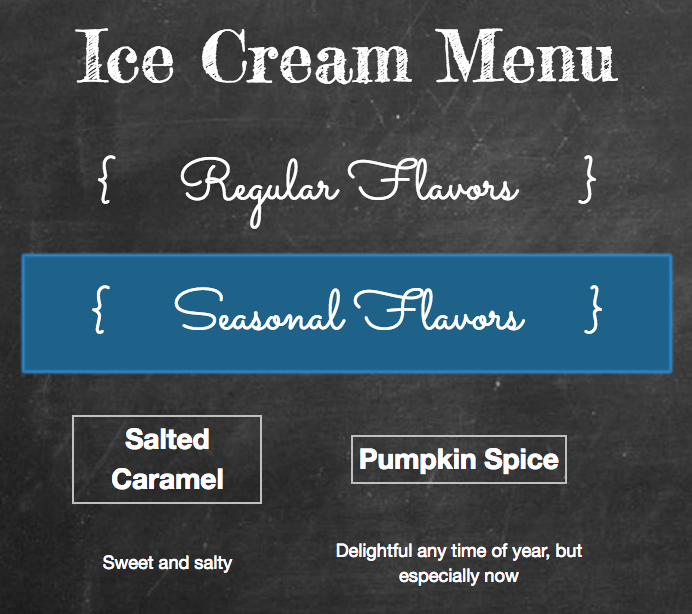 Ice Cream Menu
{ Regular Flavors }
{ Seasonal Flavors }
Salted
Caramel
Pumpkin Spice
Sweet and salty
Delightful any time of year, but
especially now